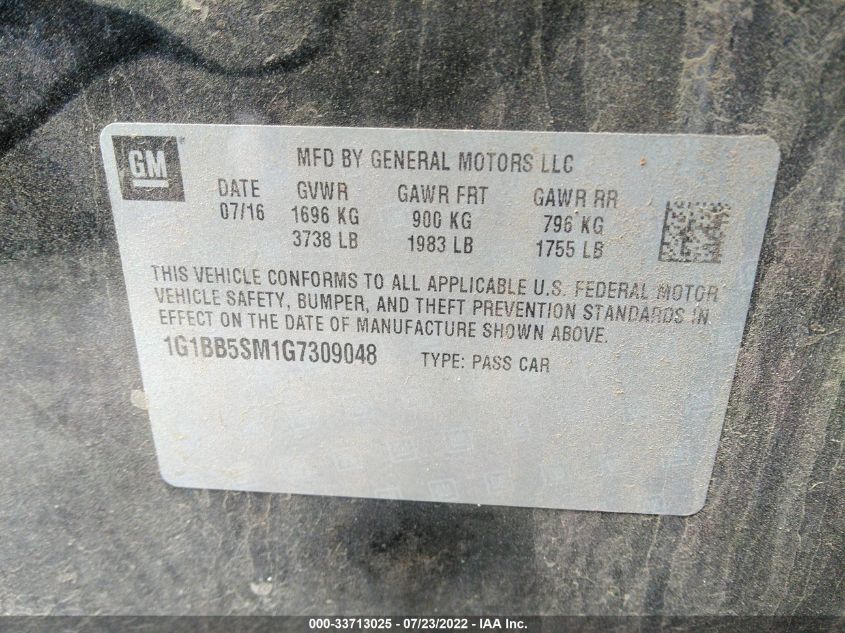 GM
MFD BY GENERAL MOTORS LLC
DATE GVWR GAWR FRT GAWR RR
07/16 1696 KG 900 KG 796 KG
3738 LB 1983 LB 1755 LB
THIS VEHICLE CONFORMS TO ALL APPLICABLE U.S. FEDERAL MOTOR
VEHICLE SAFETY, BUMPER, AND THEFT PREVENTION STANDARDS IN
EFFECT ON THE DATE OF MANUFACTURE SHOWN ABOVE.
1G1BB5SM1G7309048 TYPE: PASS CAR
000-33713025 - 07/23/2022 - IAA Inc.